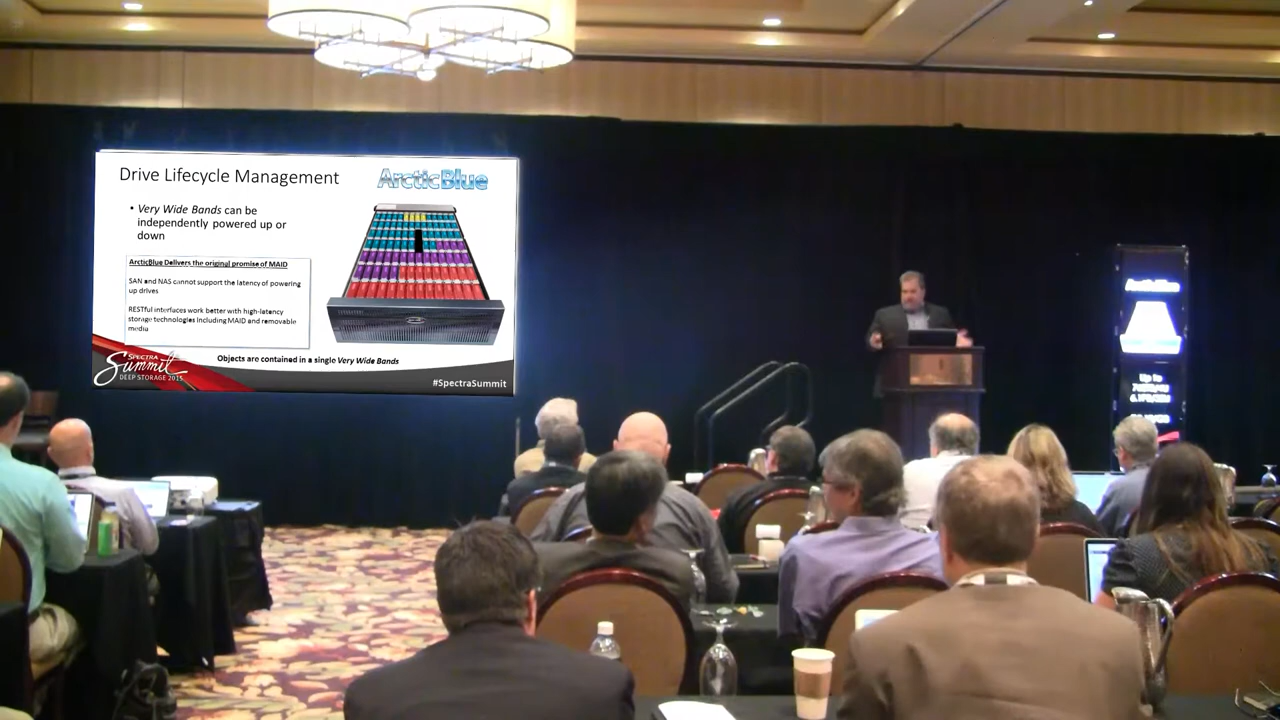 Drive Lifecycle Management
ArcticBlue
• Very Wide Bands can be
independently powered up or
down
ArcticBlue Delivers the original promise of MAID
SAN and NAS cannot support the latency of powering
up drives
RESTful interfaces work better with high-latency
storage technologies including MAID and removable
media
Objects are contained in a single Very Wide Bands
SPECTRA
Summit
DEEP STORAGE 2015
#SpectraSummit
ArcticBlue
Up to